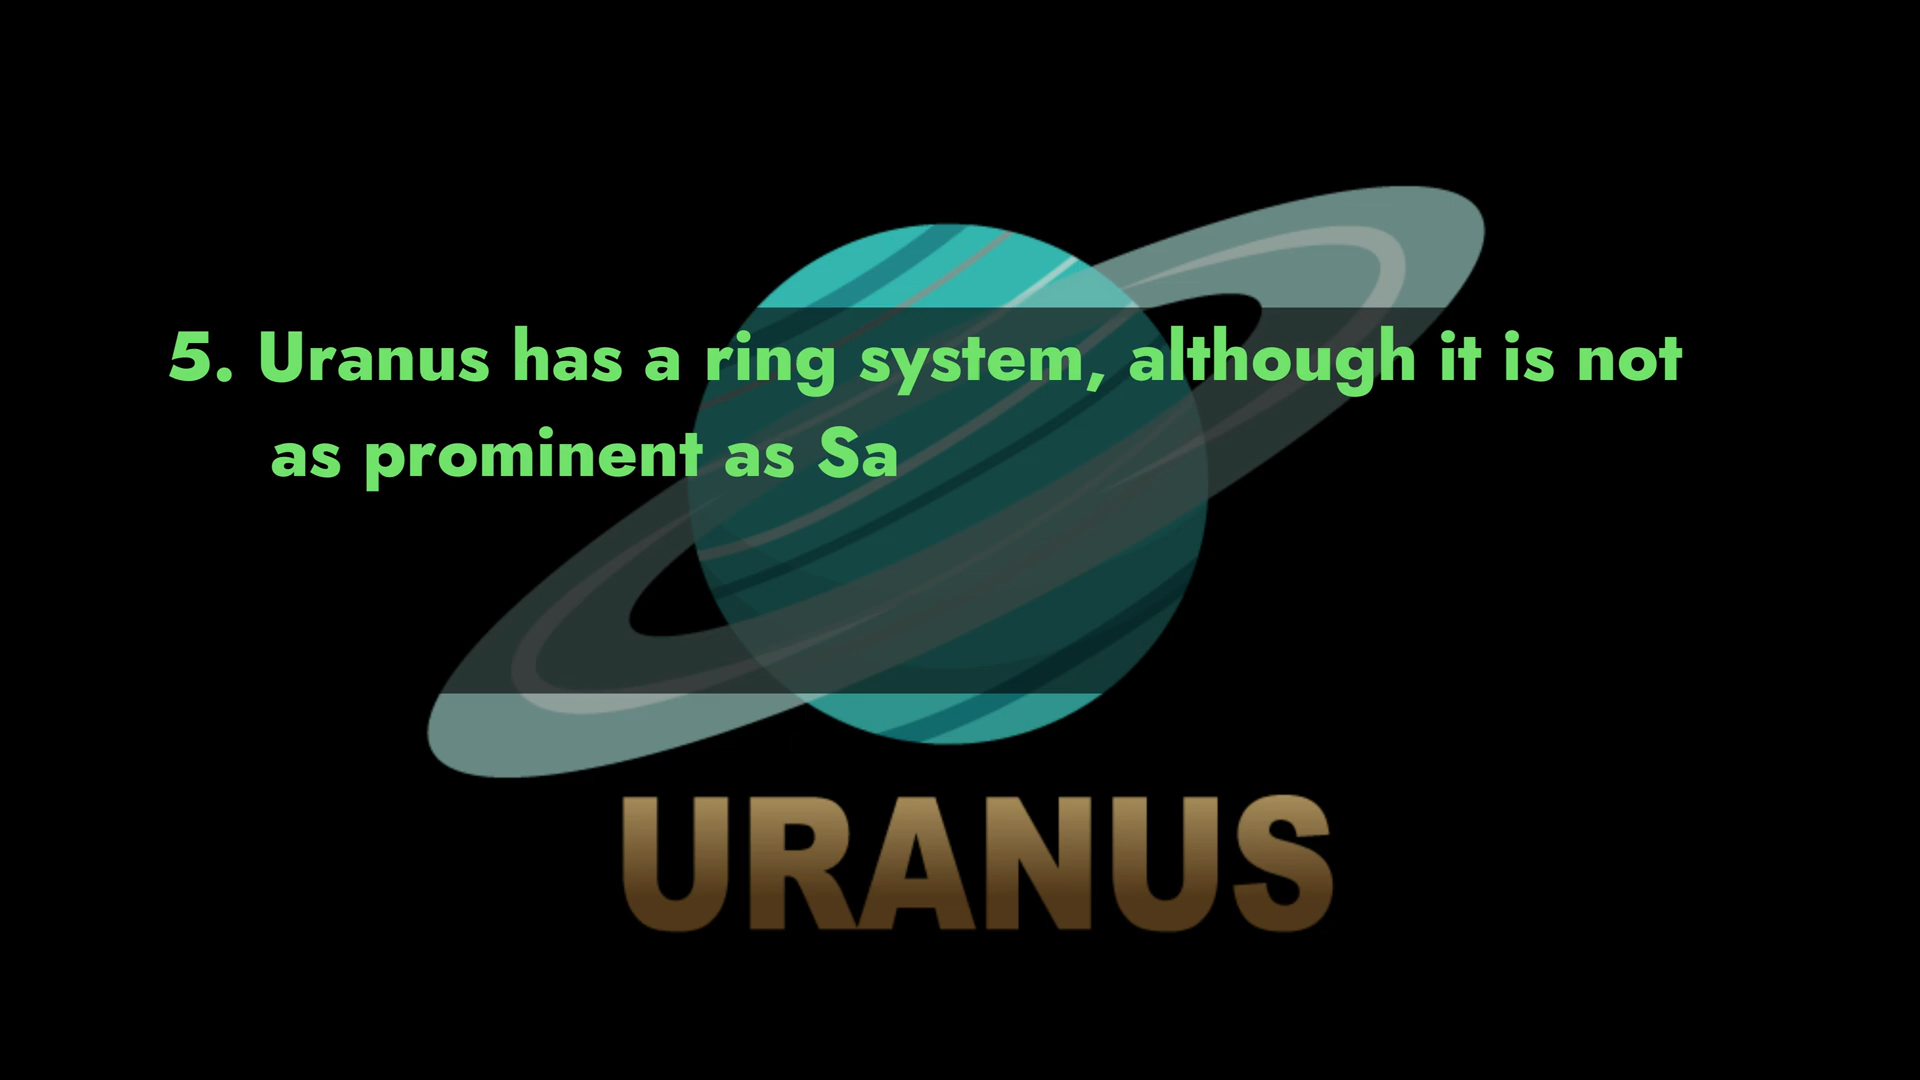 5. Uranus has a ring system, although it is not
as prominent as Sa
URANUS